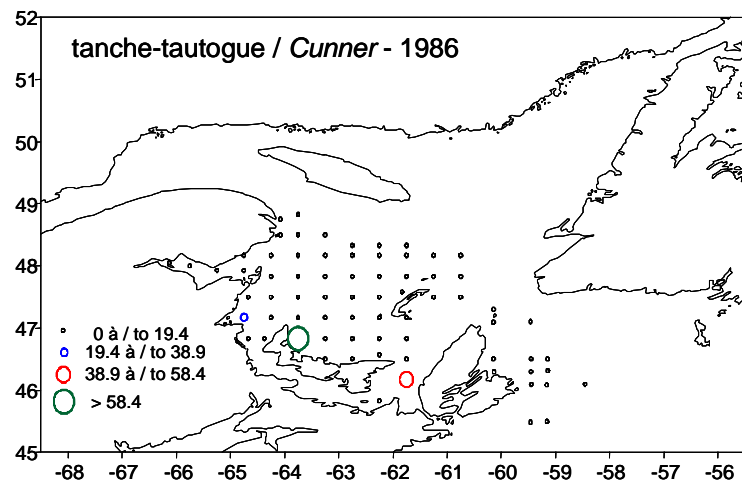 52
tanche-tautogue / Cunner - 1986
51
50
49
48
47
0 à / to 19.4
19.4 à / to 38.9
46
38.9 à / to 58.4
> 58.4
45
-68 -67 -66 -65 -64 -63 -62 -61 -60 -59 -58 -57 -56